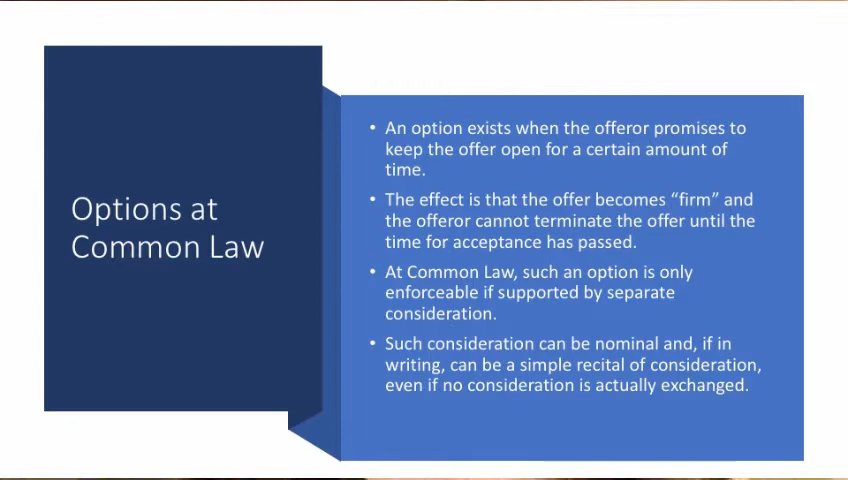 Options at
Common Law
• An option exists when the offeror promises to
keep the offer open for a certain amount of
time.
• The effect is that the offer becomes “firm” and
the offeror cannot terminate the offer until the
time for acceptance has passed.
• At Common Law, such an option is only
enforceable if supported by separate
consideration.
• Such consideration can be nominal and, if in
writing, can be a simple recital of consideration,
even if no consideration is actually exchanged.